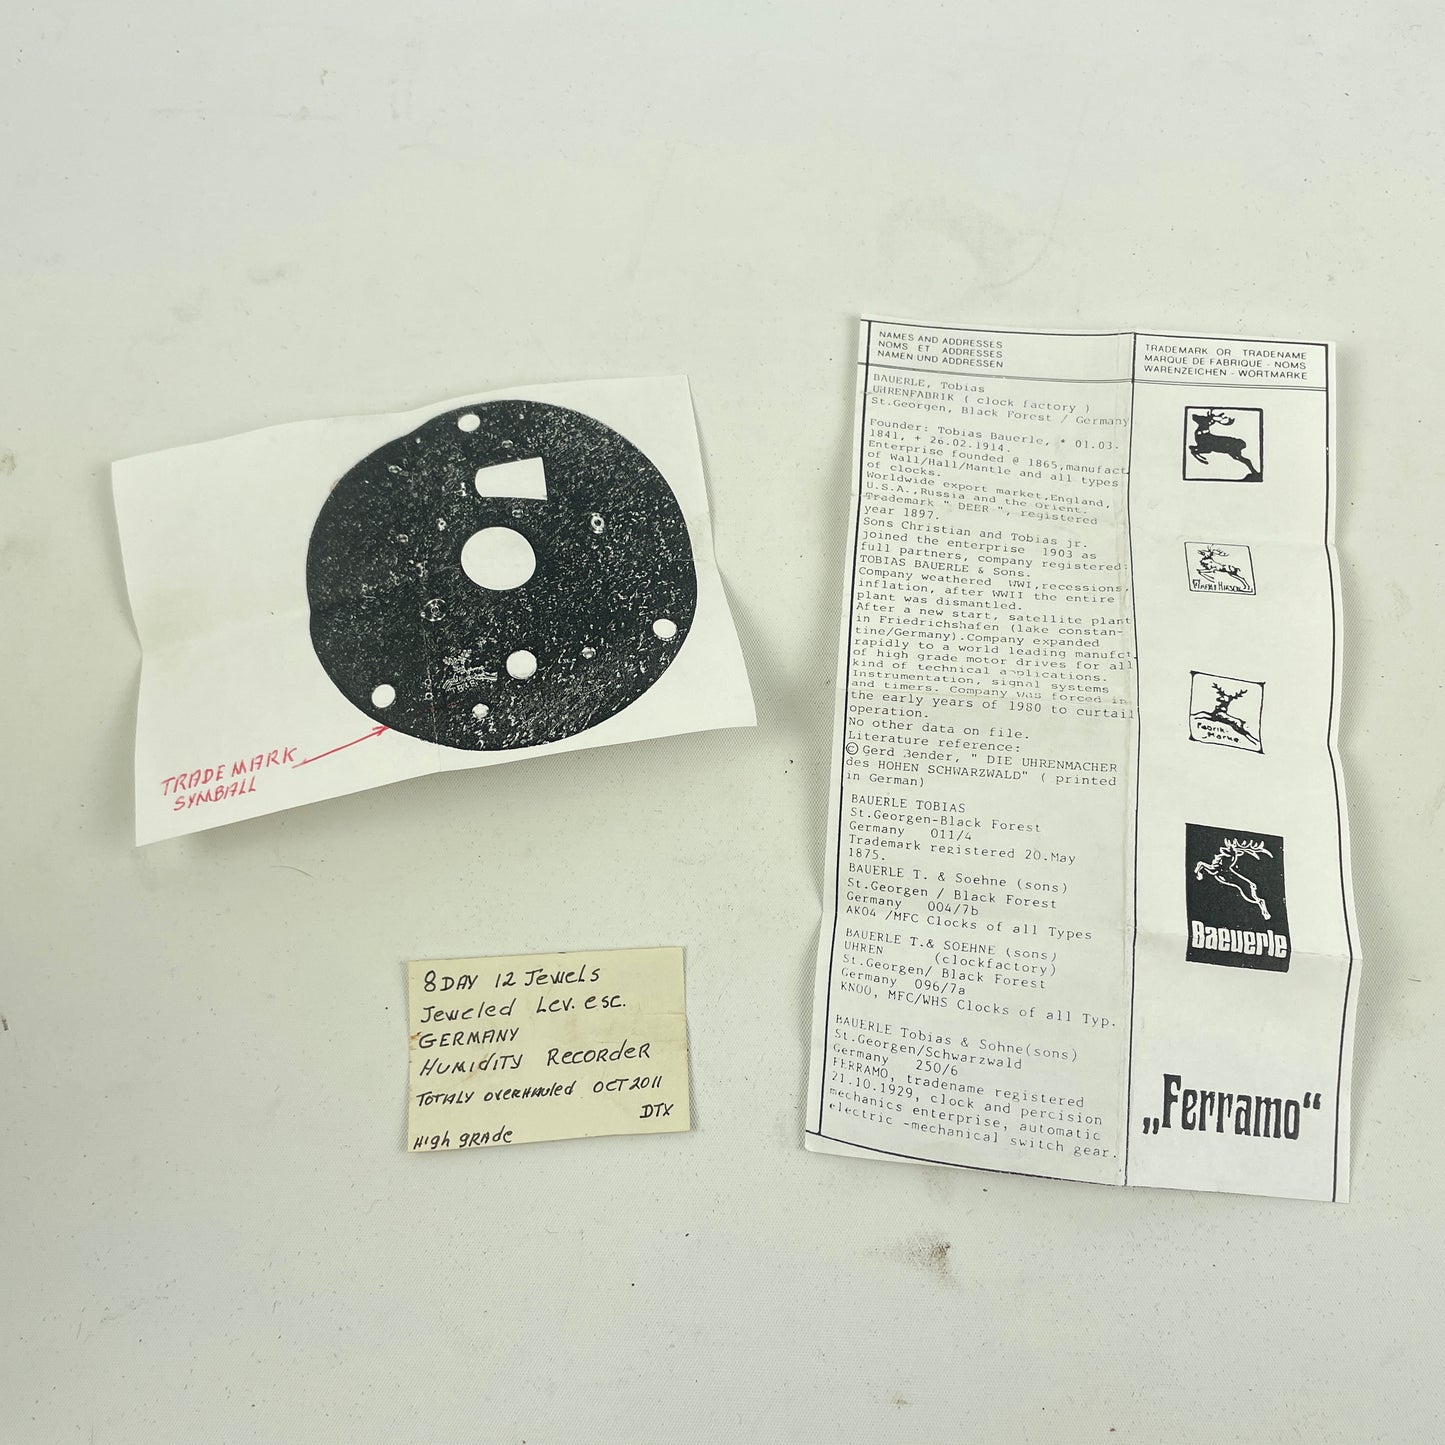 TRADE MARK
SYMBALL
8 DAY 12 Jewels
Jeweled Lev. esc.
GERMANY
HUMIDITY RECORDER
TOTALY OVERHAULED OCT 2011
DTX
HIGH GRADE
NAMES AND ADDRESSES
NOMS ET ADDRESSES
NAMEN UND ADDRESSEN
TRADEMARK OR TRADENAME
MARQUE DE FABRIQUE - NOMS
WARENZEICHEN - WORTMARKE
BAUERLE, Tobias
UHRENFABRIK ( clock factory )
St.Georgen, Black Forest / Germany
Founder: Tobias Bauerle, * 01.03.
1841, + 26.02.1914.
Enterprise founded @ 1865,manufact.
of Wall/Hall/Mantle and all types
of clocks.
Worldwide export market,England,
U.S.A.,Russia and the Orient.
Trademark " DEER ", registered
year 1897.
Sons Christian and Tobias jr.
joined the enterprise 1903 as
full partners, company registered:
TOBIAS BAUERLE & Sons.
Company weathered WWI,recessions,
inflation, after WWII the entire
plant was dismantled.
After a new start, satellite plant
in Friedrichshafen (lake constan-
tine/Germany).Company expanded
rapidly to a world leading manufct.
of high grade motor drives for all
kind of technical applications.
Instrumentation, signal systems
and timers. Company was forced in
the early years of 1980 to curtail
operation.
No other data on file.
Literature reference:
© Gerd Bender, " DIE UHRENMACHER
des HOHEN SCHWARZWALD" ( printed
in German)
BAUERLE TOBIAS
St.Georgen-Black Forest
Germany 011/4
Trademark registered 20.May
1875.
BAUERLE T. & Soehne (sons)
St.Georgen / Black Forest
Germany 004/7b
AK04 /MFC Clocks of all Types
BAUERLE T.& SOEHNE (sons)
UHREN (clockfactory)
St.Georgen/ Black Forest
Germany 096/7a
KNOO, MFC/WHS Clocks of all Typ.
BAUERLE Tobias & Sohne(sons)
St.Georgen/Schwarzwald
Germany 250/6
FERRAMO, tradename registered
21.10.1929, clock and percision
mechanics enterprise, automatic
electric -mechanical switch gear.
Fabrik-
Marke
Baeuerle
„Ferramo“